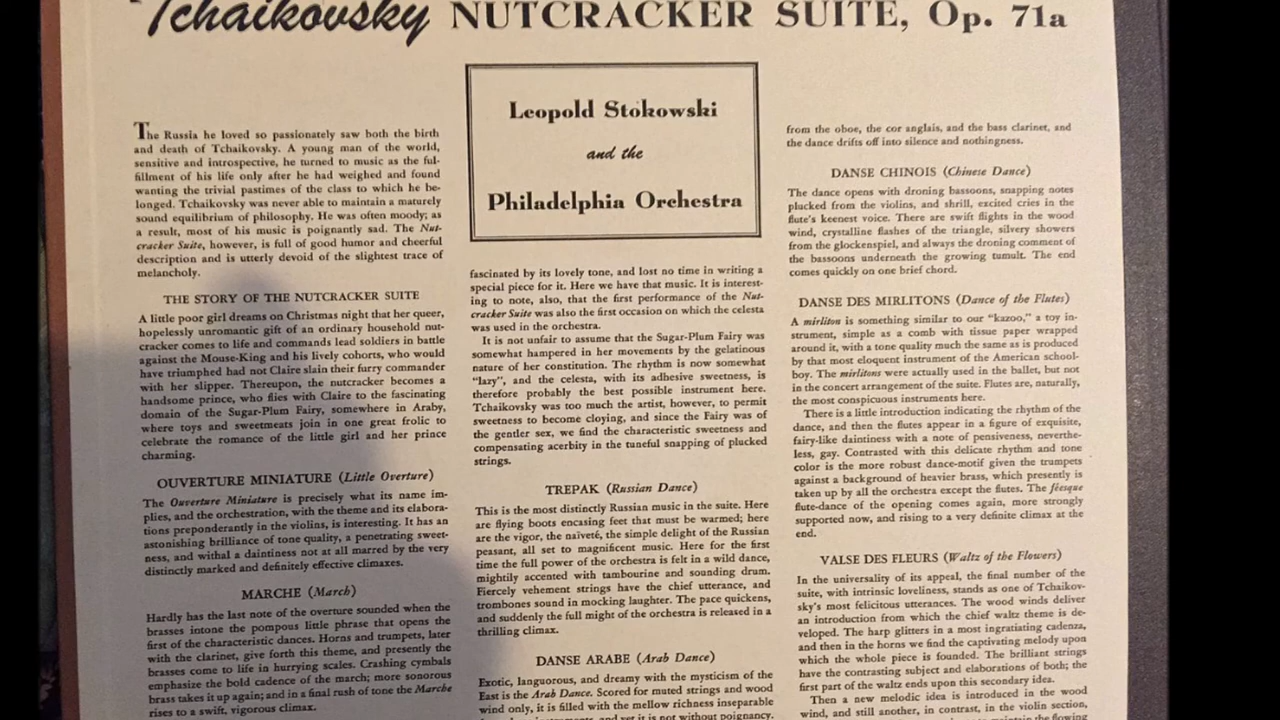 Tchaikovsky NUTCRACKER SUITE, Op. 71a
The Russia he loved so passionately saw both the birth
and death of Tchaikovsky. A young man of the world,
sensitive and introspective, he turned to music as the ful-
fillment of his life only after he had weighed and found
wanting the trivial pastimes of the class to which he be-
longed. Tchaikovsky was never able to maintain a maturely
sound equilibrium of philosophy. He was often moody; as
a result, most of his music is poignantly sad. The Nut-
cracker Suite, however, is full of good humor and cheerful
description and is utterly devoid of the slightest trace of
melancholy.
THE STORY OF THE NUTCRACKER SUITE
A little poor girl dreams on Christmas night that her queer,
hopelessly unromantic gift of an ordinary household nut-
cracker comes to life and commands lead soldiers in battle
against the Mouse-King and his lively cohorts, who would
have triumphed had not Claire slain their furry commander
with her slipper. Thereupon, the nutcracker becomes a
handsome prince, who flies with Claire to the fascinating
domain of the Sugar-Plum Fairy, somewhere in Araby,
where toys and sweetmeats join in one great frolic to
celebrate the romance of the little girl and her prince
charming.
OUVERTURE MINIATURE (Little Overture)
The Ouverture Miniature is precisely what its name im-
plies, and the orchestration, with the theme and its elabora-
tions preponderantly in the violins, is interesting. It has an
astonishing brilliance of tone quality, a penetrating sweet-
ness, and withal a daintiness not at all marred by the very
distinctly marked and definitely effective climaxes.
MARCHE (March)
Hardly has the last note of the overture sounded when the
brasses intone the pompous little phrase that opens the
first of the characteristic dances. Horns and trumpets, later
with the clarinet, give forth this theme, and presently the
brasses come to life in hurrying scales. Crashing cymbals
emphasize the bold cadence of the march; more sonorous
brass takes it up again; and in a final rush of tone the Marche
rises to a swift, vigorous climax.
Leopold Stokowski
and the
Philadelphia Orchestra
fascinated by its lovely tone, and lost no time in writing a
special piece for it. Here we have that music. It is interest-
ing to note, also, that the first performance of the Nut-
cracker Suite was also the first occasion on which the celesta
was used in the orchestra.
It is not unfair to assume that the Sugar-Plum Fairy was
somewhat hampered in her movements by the gelatinous
nature of her constitution. The rhythm is now somewhat
"lazy", and the celesta, with its adhesive sweetness, is
therefore probably the best possible instrument here.
Tchaikovsky was too much the artist, however, to permit
sweetness to become cloying, and since the Fairy was of
the gentler sex, we find the characteristic sweetness and
compensating acerbity in the tuneful snapping of plucked
strings.
TREPAK (Russian Dance)
This is the most distinctly Russian music in the suite. Here
are flying boots encasing feet that must be warmed; here
are the vigor, the naïveté, the simple delight of the Russian
peasant, all set to magnificent music. Here for the first
time the full power of the orchestra is felt in a wild dance,
mightily accented with tambourine and sounding drum.
Fiercely vehement strings have the chief utterance, and
trombones sound in mocking laughter. The pace quickens,
and suddenly the full might of the orchestra is released in a
thrilling climax.
DANSE ARABE (Arab Dance)
Exotic, languorous, and dreamy with the mysticism of the
East is the Arab Dance. Scored for muted strings and wood
wind only, it is filled with the mellow richness inseparable
and yet it is not without poignancy.
from the oboe, the cor anglais, and the bass clarinet, and
the dance drifts off into silence and nothingness.
DANSE CHINOIS (Chinese Dance)
The dance opens with droning bassoons, snapping notes
plucked from the violins, and shrill, excited cries in the
flute's keenest voice. There are swift flights in the wood
wind, crystalline flashes of the triangle, silvery showers
from the glockenspiel, and always the droning comment of
the bassoons underneath the growing tumult. The end
comes quickly on one brief chord.
DANSE DES MIRLITONS (Dance of the Flutes)
A mirliton is something similar to our "kazoo," a toy in-
strument, simple as a comb with tissue paper wrapped
around it, with a tone quality much the same as is produced
by that most eloquent instrument of the American school-
boy. The mirlitons were actually used in the ballet, but not
in the concert arrangement of the suite. Flutes are, naturally,
the most conspicuous instruments here.
There is a little introduction indicating the rhythm of the
dance, and then the flutes appear in a figure of exquisite,
fairy-like daintiness with a note of pensiveness, neverthe-
less, gay. Contrasted with this delicate rhythm and tone
color is the more robust dance-motif given the trumpets
against a background of heavier brass, which presently is
taken up by all the orchestra except the flutes. The féesque
flute-dance of the opening comes again, more strongly
supported now, and rising to a very definite climax at the
end.
VALSE DES FLEURS (Waltz of the Flowers)
In the universality of its appeal, the final number of the
suite, with intrinsic loveliness, stands as one of Tchaikov-
sky's most felicitous utterances. The wood winds deliver
an introduction from which the chief waltz theme is de-
veloped. The harp glitters in a most ingratiating cadenza,
and then in the horns we find the captivating melody upon
which the whole piece is founded. The brilliant strings
have the contrasting subject and elaborations of both; the
first part of the waltz ends upon this secondary idea.
Then a new melodic idea is introduced in the wood
wind, and still another, in contrast, in the violin section,